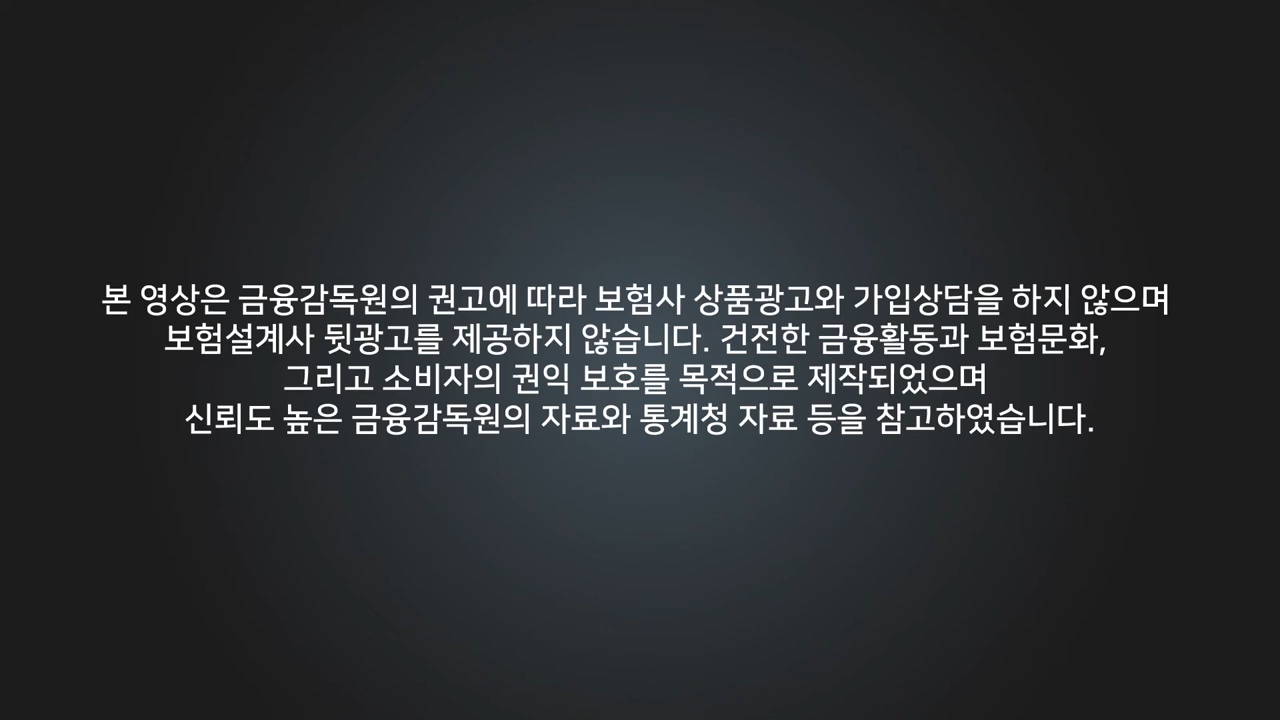 본 영상은 금융감독원의 권고에 따라 보험사 상품광고와 가입상담을 하지 않으며
보험설계사 뒷광고를 제공하지 않습니다. 건전한 금융활동과 보험문화,
그리고 소비자의 권익 보호를 목적으로 제작되었으며
신뢰도 높은 금융감독원의 자료와 통계청 자료 등을 참고하였습니다.